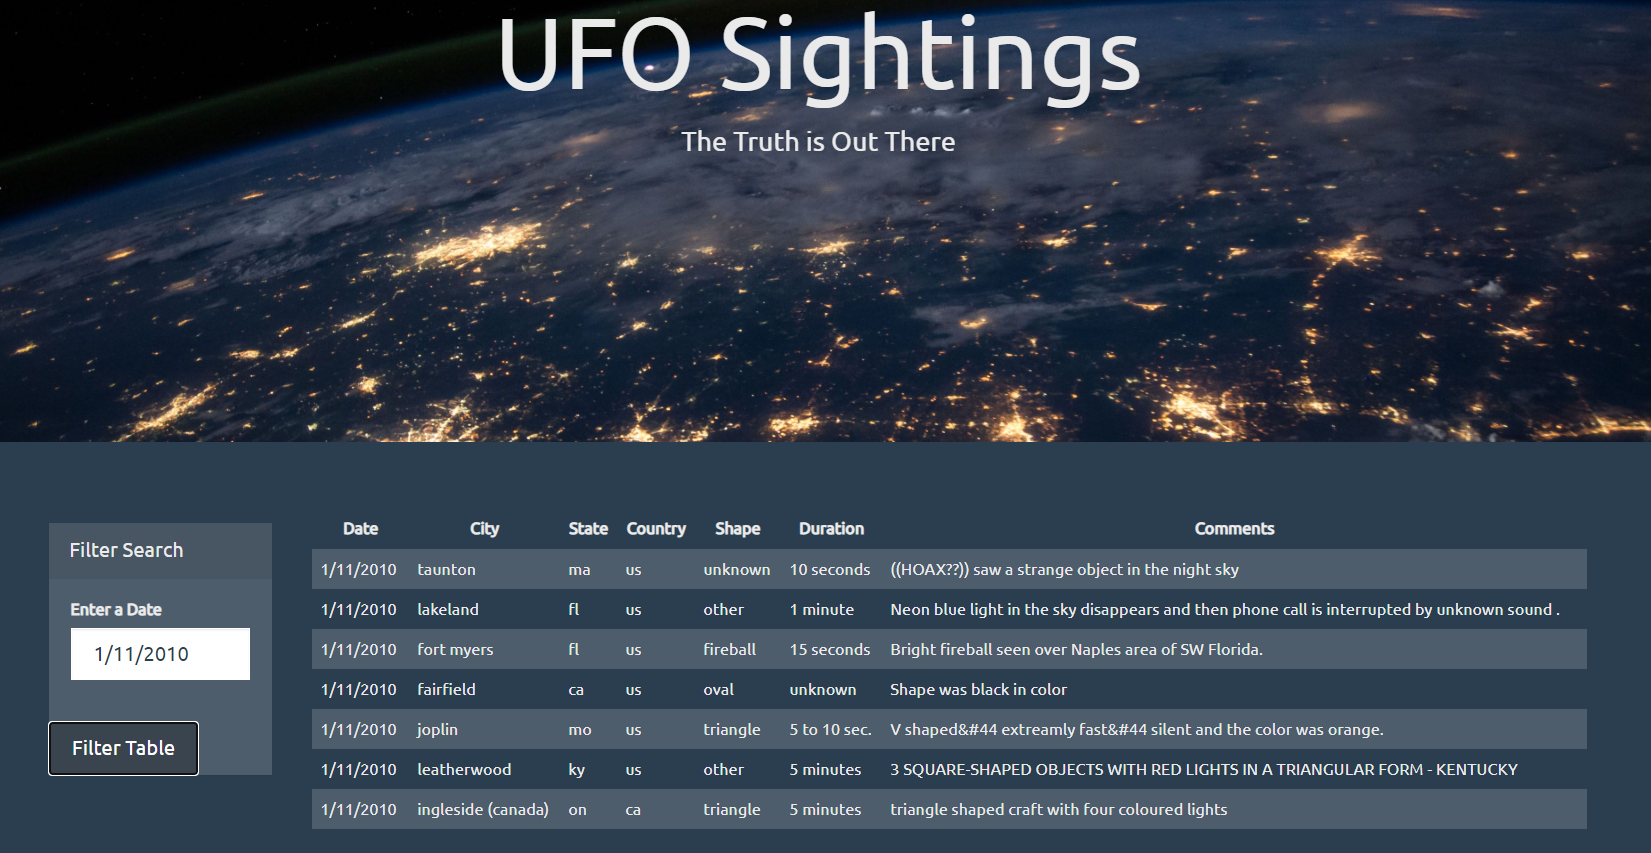 UFO Sightings
The Truth is Out There
Filter Search
Enter a Date
1/11/2010
Filter Table
Date City State Country Shape Duration Comments
1/11/2010 taunton ma us unknown 10 seconds ((HOAX??)) saw a strange object in the night sky
1/11/2010 lakeland fl us other 1 minute Neon blue light in the sky disappears and then phone call is interrupted by unknown sound .
1/11/2010 fort myers fl us fireball 15 seconds Bright fireball seen over Naples area of SW Florida.
1/11/2010 fairfield ca us oval unknown Shape was black in color
1/11/2010 joplin mo us triangle 5 to 10 sec. V shaped&#44 extreamly fast&#44 silent and the color was orange.
1/11/2010 leatherwood ky us other 5 minutes 3 SQUARE-SHAPED OBJECTS WITH RED LIGHTS IN A TRIANGULAR FORM - KENTUCKY
1/11/2010 ingleside (canada) on ca triangle 5 minutes triangle shaped craft with four coloured lights